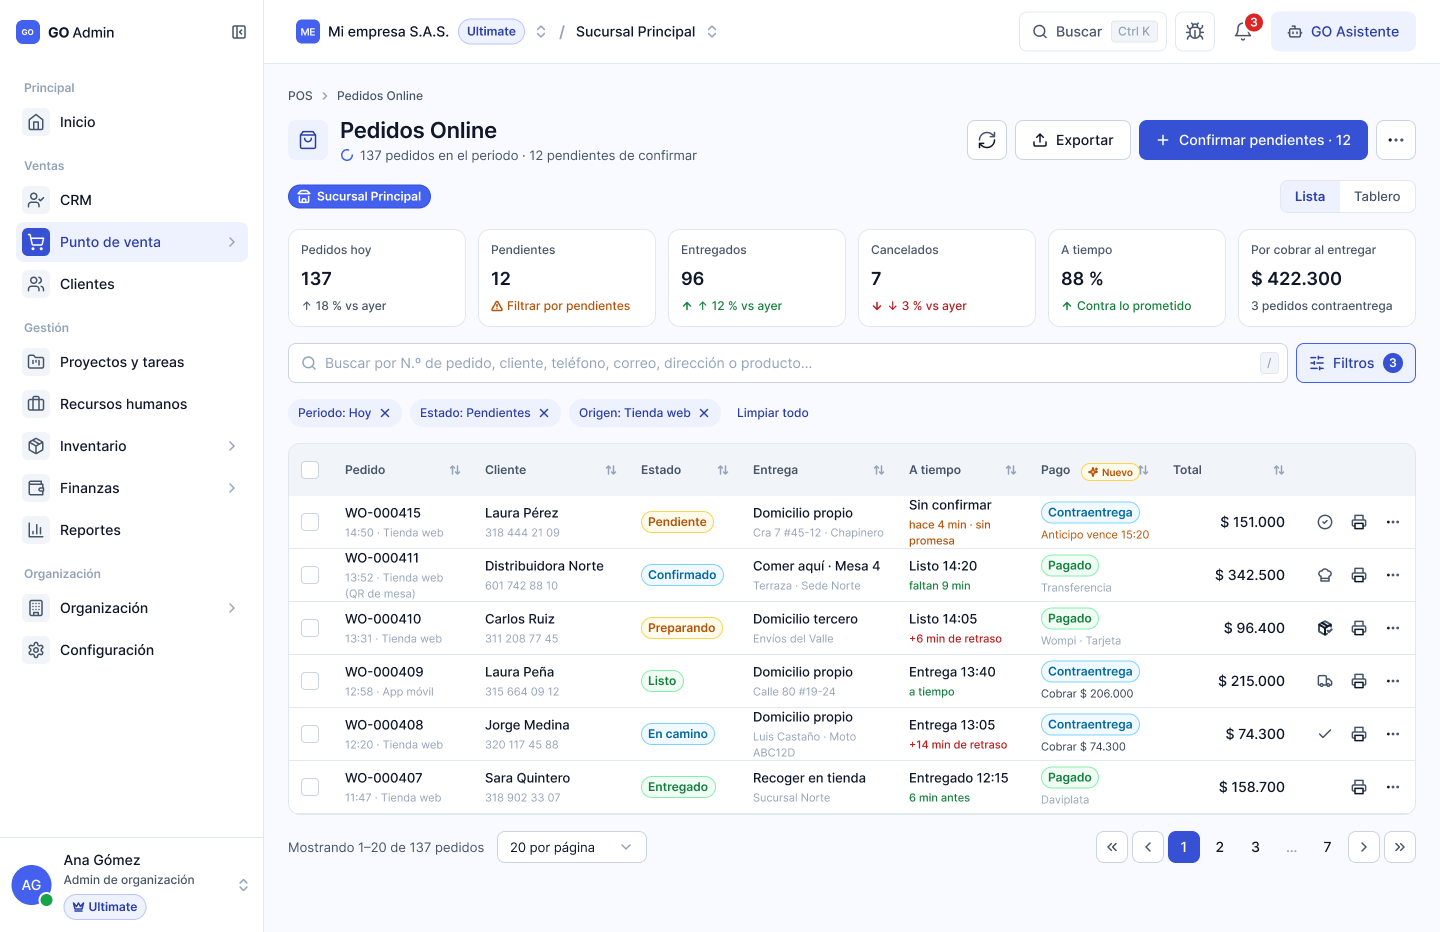 GO
GO Admin
Principal
Inicio
Ventas
CRM
Punto de venta
Clientes
Gestión
Proyectos y tareas
Recursos humanos
Inventario
Finanzas
Reportes
Organización
Organización
Configuración
AG
Ana Gómez
Admin de organización
Ultimate
ME
Mi empresa S.A.S.
Ultimate
/
Sucursal Principal
Buscar
Ctrl K
3
GO Asistente
POS
Pedidos Online
Pedidos Online
137 pedidos en el periodo · 12 pendientes de confirmar
Exportar
Confirmar pendientes · 12
Sucursal Principal
Lista
Tablero
Pedidos hoy
137
↑ 18 % vs ayer
Pendientes
12
Filtrar por pendientes
Entregados
96
↑ 12 % vs ayer
Cancelados
7
↓ 3 % vs ayer
A tiempo
88 %
Contra lo prometido
Por cobrar al entregar
$ 422.300
3 pedidos contraentrega
Buscar por N.º de pedido, cliente, teléfono, correo, dirección o producto...
/
Filtros
3
Periodo: Hoy
Estado: Pendientes
Origen: Tienda web
Limpiar todo
Pedido
Cliente
Estado
Entrega
A tiempo
Pago
Nuevo
Total
WO-000415
14:50 · Tienda web
Laura Pérez
318 444 21 09
Pendiente
Domicilio propio
Cra 7 #45-12 · Chapinero
Sin confirmar
hace 4 min · sin
promesa
Contraentrega
Anticipo vence 15:20
$ 151.000
WO-000411
13:52 · Tienda web
(QR de mesa)
Distribuidora Norte
601 742 88 10
Confirmado
Comer aquí · Mesa 4
Terraza · Sede Norte
Listo 14:20
faltan 9 min
Pagado
Transferencia
$ 342.500
WO-000410
13:31 · Tienda web
Carlos Ruiz
311 208 77 45
Preparando
Domicilio tercero
Envíos del Valle
Listo 14:05
+6 min de retraso
Pagado
Wompi · Tarjeta
$ 96.400
WO-000409
12:58 · App móvil
Laura Peña
315 664 09 12
Listo
Domicilio propio
Calle 80 #19-24
Entrega 13:40
a tiempo
Contraentrega
Cobrar $ 206.000
$ 215.000
WO-000408
12:20 · Tienda web
Jorge Medina
320 117 45 88
En camino
Domicilio propio
Luis Castaño · Moto
ABC12D
Entrega 13:05
+14 min de retraso
Contraentrega
Cobrar $ 74.300
$ 74.300
WO-000407
11:47 · Tienda web
Sara Quintero
318 902 33 07
Entregado
Recoger en tienda
Sucursal Norte
Entregado 12:15
6 min antes
Pagado
Daviplata
$ 158.700
Mostrando 1–20 de 137 pedidos
20 por página
1
2
3
...
7